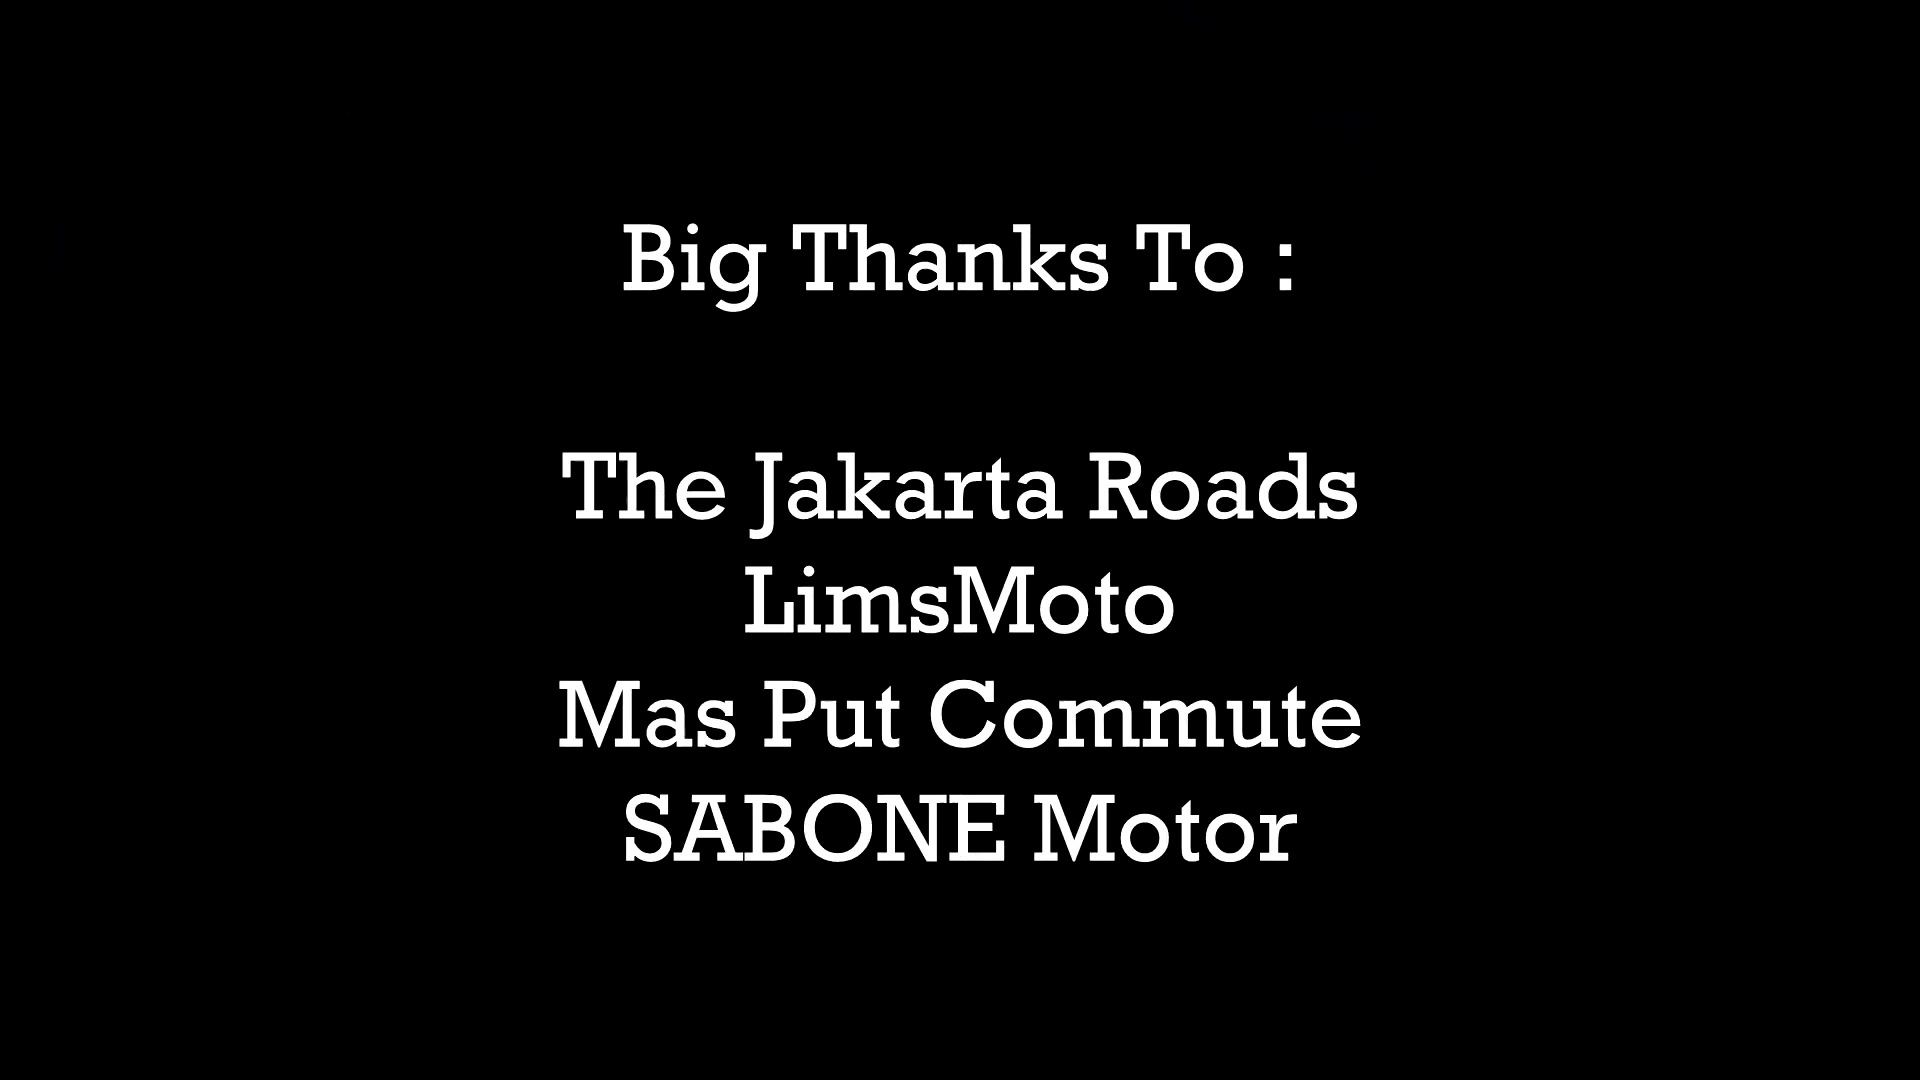 Big Thanks To :
The Jakarta Roads
LimsMoto
Mas Put Commute
SABONE Motor